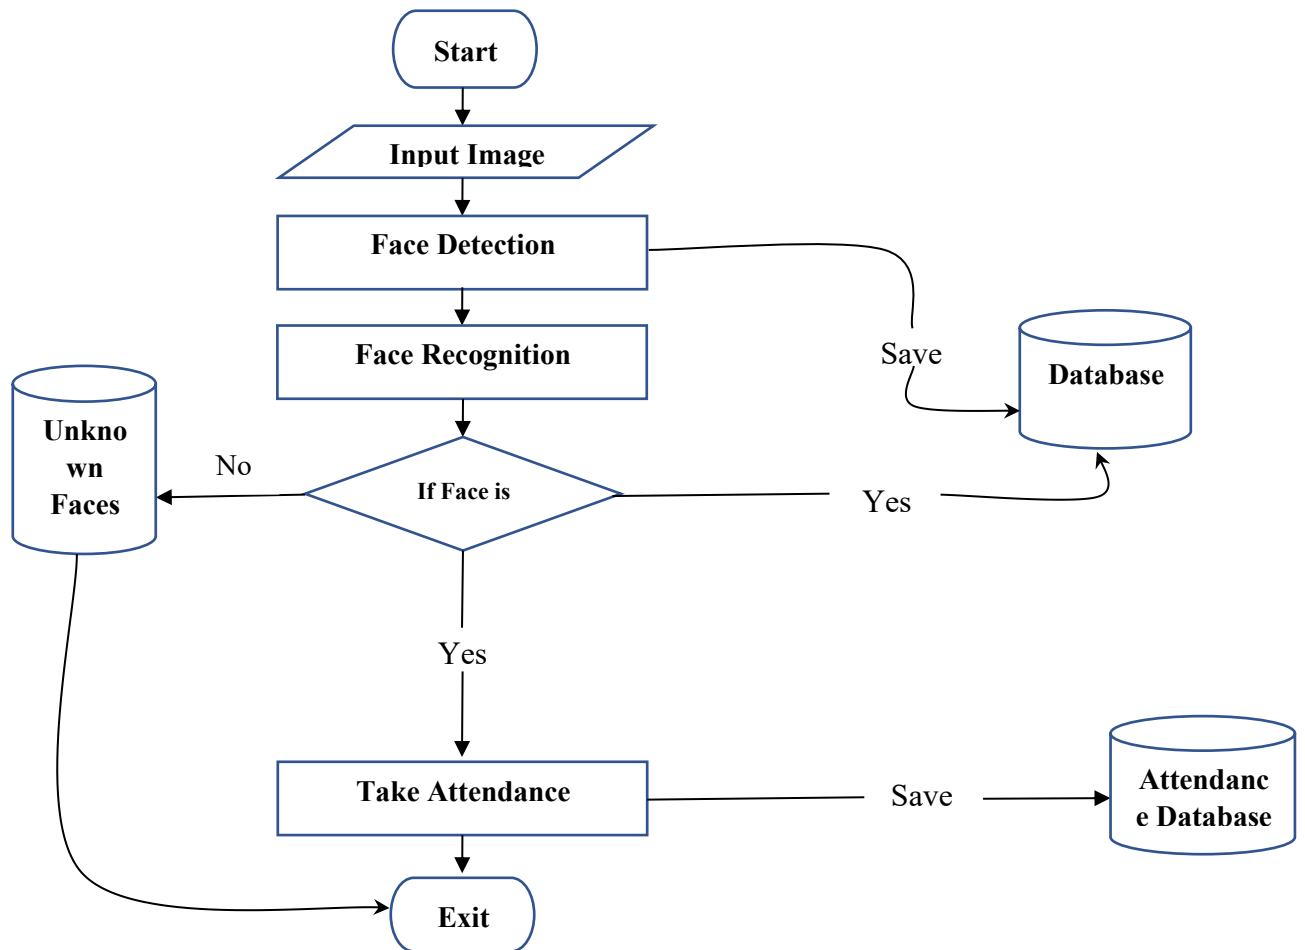 Start
Input Image
Face Detection
Face Recognition
Save
Database
Unkno
wn
Faces
No
If Face is
Yes
Yes
Take Attendance
Save
Attendanc
e Database
Exit